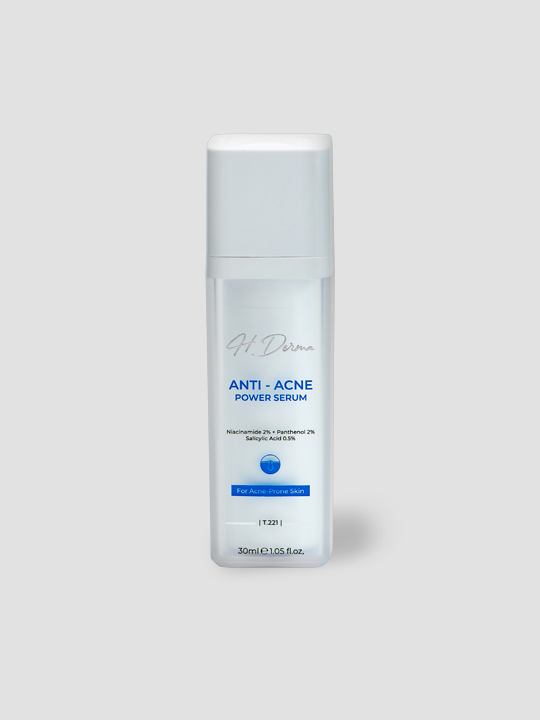 H. Derma
ANTI - ACNE
POWER SERUM
Niacinamide 2% + Panthenol 2%
Salicylic Acid 0.5%
For Acne-Prone Skin
| T.221 |
30ml ℮ 1.05 fl.oz.